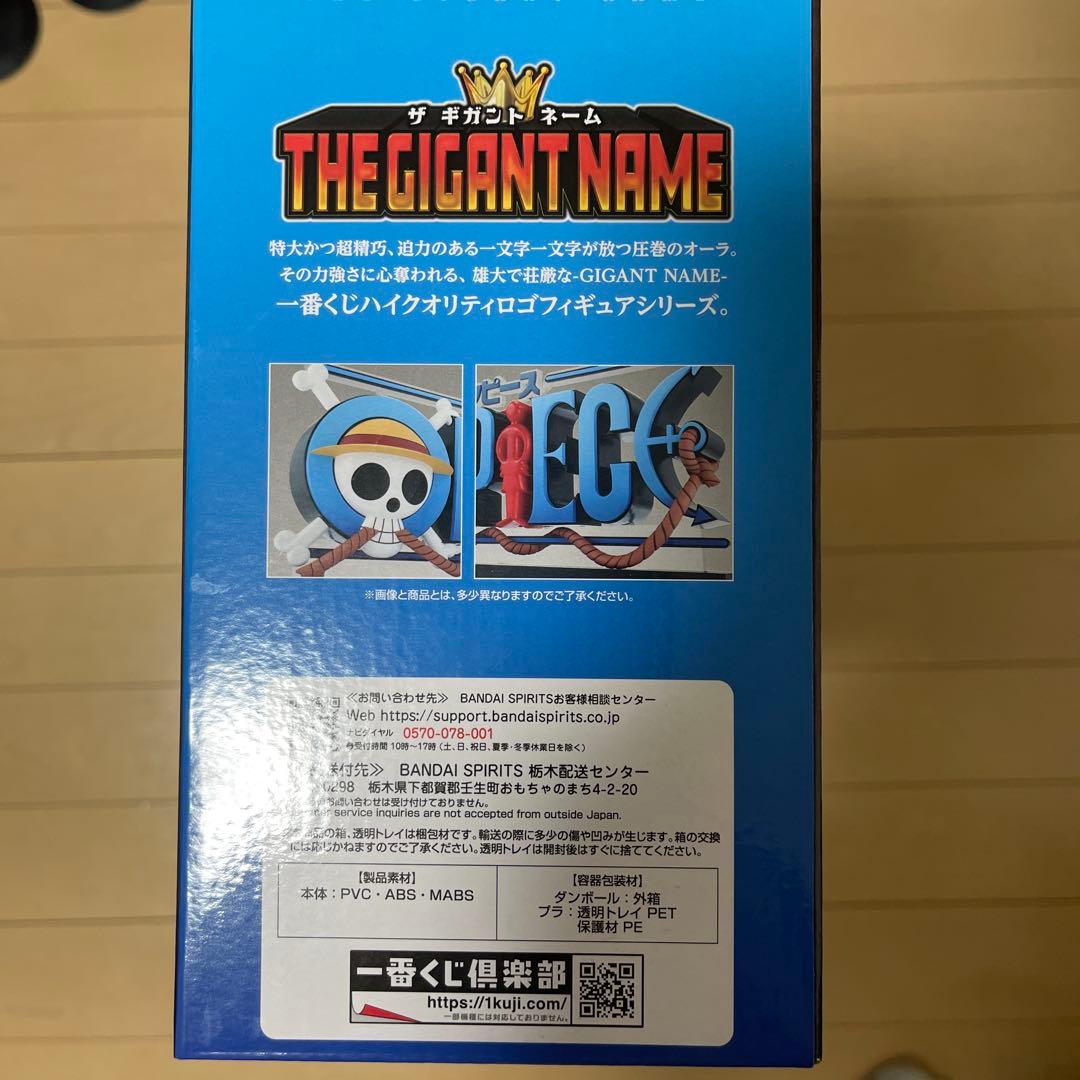 ザ ギガント ネーム
THE GIGANT NAME
特大かつ超精巧、迫力のある一文字一文字が放つ圧巻のオーラ。
その力強さに心奪われる、雄大で荘厳な-GIGANT NAME-
一番くじハイクオリティロゴフィギュアシリーズ。
ピース
PIECE
※画像と商品とは、多少異なりますのでご了承ください。
≪お問い合わせ先≫ BANDAI SPIRITSお客様相談センター
Web https://support.bandaispirits.co.jp
ナビダイヤル 0570-078-001
受付時間 10時~17時(土、日、祝日、夏季・冬季休業日を除く)
送付先≫ BANDAI SPIRITS 栃木配送センター
0298 栃木県下都賀郡壬生町おもちゃのまち4-2-20
お問い合わせは受け付けておりません。
service inquiries are not accepted from outside Japan.
の箱、透明トレイは梱包材です。輸送の際に多少の傷や凹みが生じます。箱の交換
には応じかねますのでご了承ください。透明トレイは開封後はすぐに捨ててください。
【製品素材】
本体:PVC・ABS・MABS
【容器包装材】
ダンボール:外箱
プラ:透明トレイ PET
保護材 PE
一番くじ倶楽部
https://1kuji.com/
一部機種には対応しておりません。